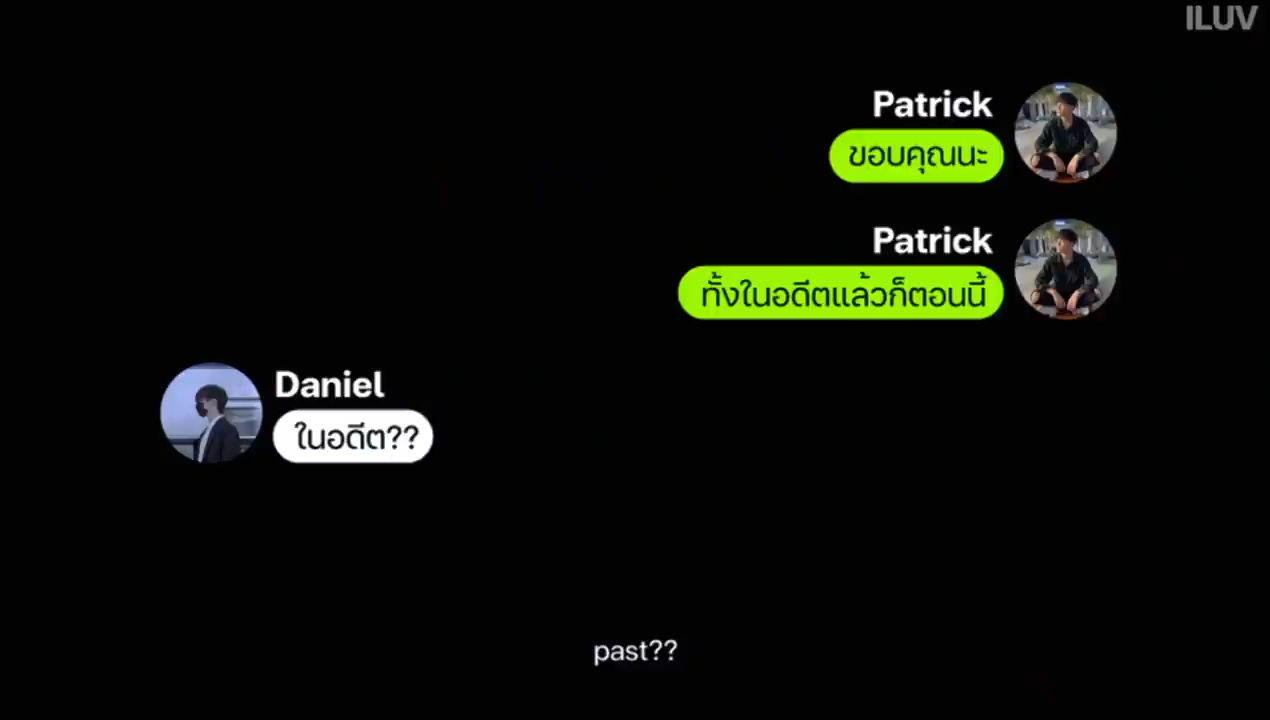 ILUV
Patrick
ขอบคุณนะ
Patrick
ทั้งในอดีตแล้วก็ตอนนี้
Daniel
ในอดีต??
past??